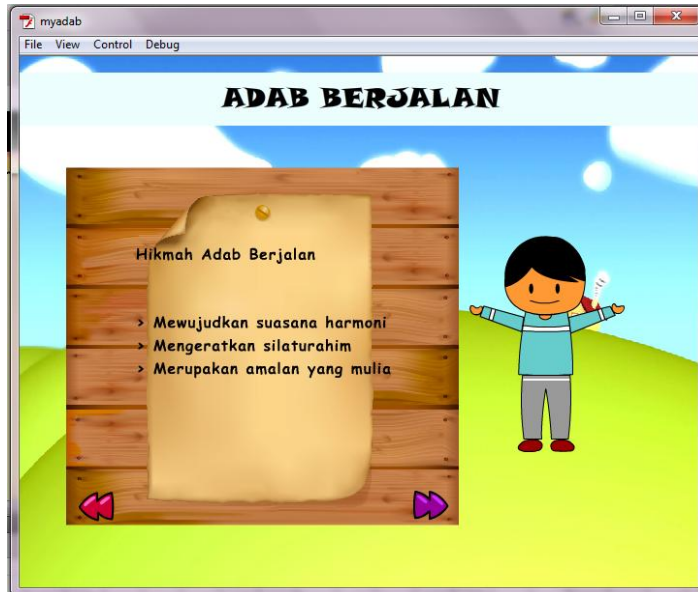 myadab
File View Control Debug
ADAB BERJALAN
Hikmah Adab Berjalan
> Mewujudkan suasana harmoni
> Mengeratkan silaturahim
> Merupakan amalan yang mulia